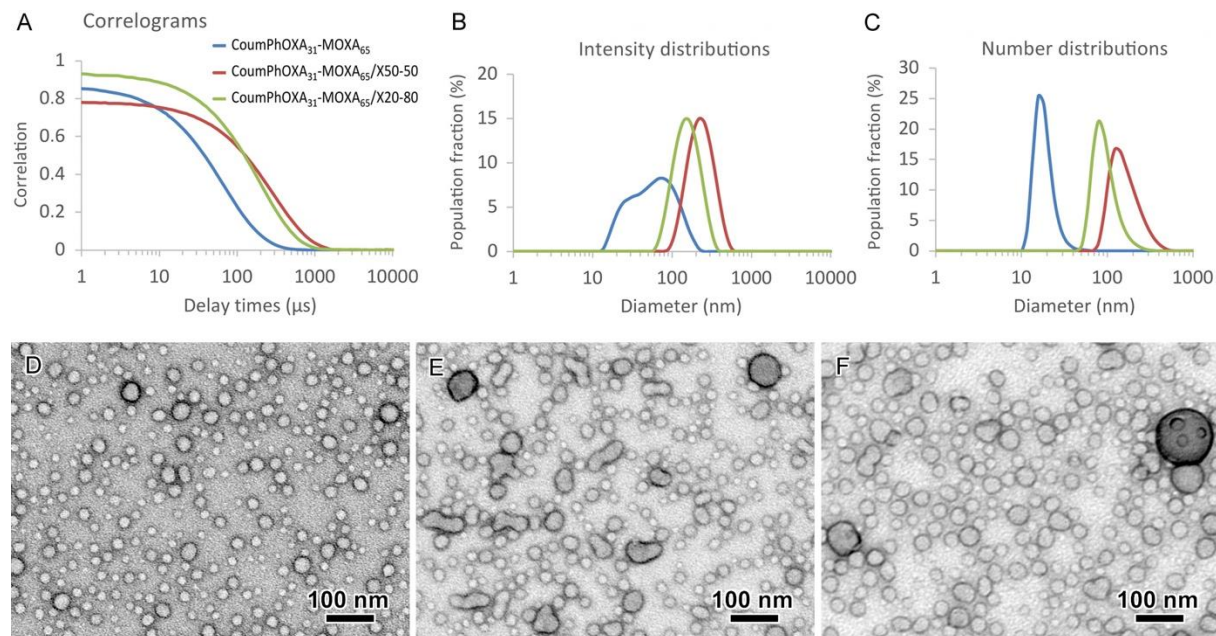 A
Correlograms
CoumPhOXA₃₁-MOXA₆₅
CoumPhOXA₃₁-MOXA₆₅/X50-50
CoumPhOXA₃₁-MOXA₆₅/X20-80
1
0.8
0.6
0.4
0.2
0
Correlation
1 10 100 1000 10000
Delay times (µs)
B
Intensity distributions
20
15
10
5
0
Population fraction (%)
1 10 100 1000 10000
Diameter (nm)
C
Number distributions
30
25
20
15
10
5
0
Population fraction (%)
1 10 100 1000
Diameter (nm)
D
100 nm
E
100 nm
F
100 nm